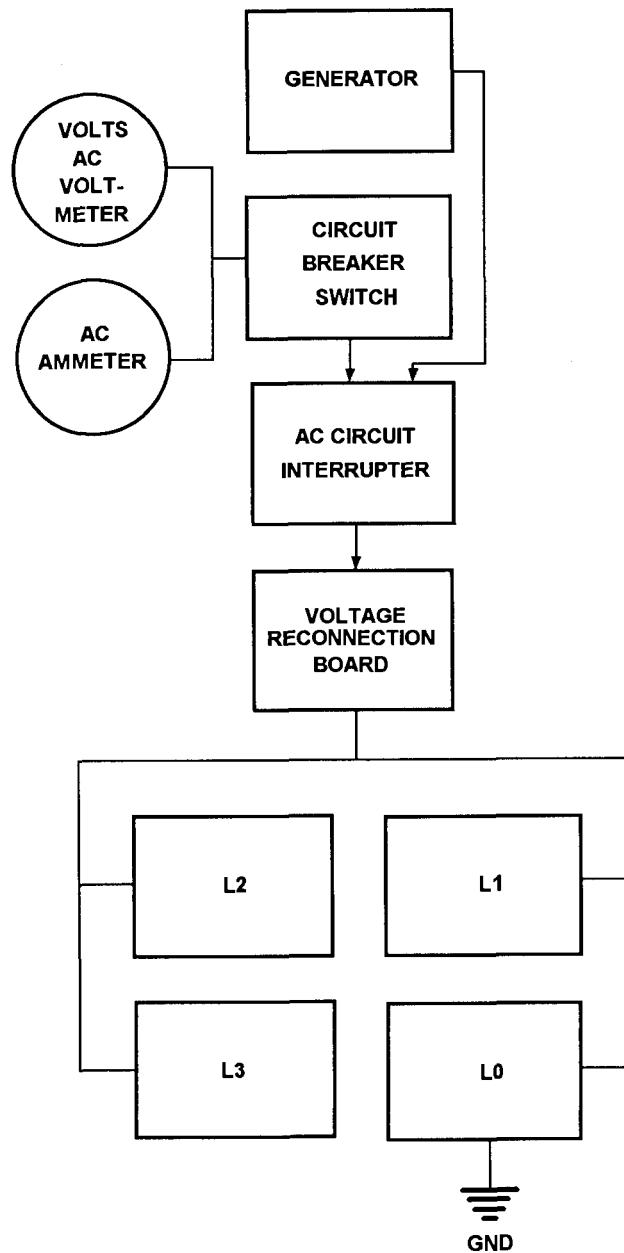 GENERATOR
VOLTS
AC
VOLT-
METER
CIRCUIT
BREAKER
SWITCH
AC
AMMETER
AC CIRCUIT
INTERRUPTER
VOLTAGE
RECONNECTION
BOARD
L2
L1
L3
L0
GND